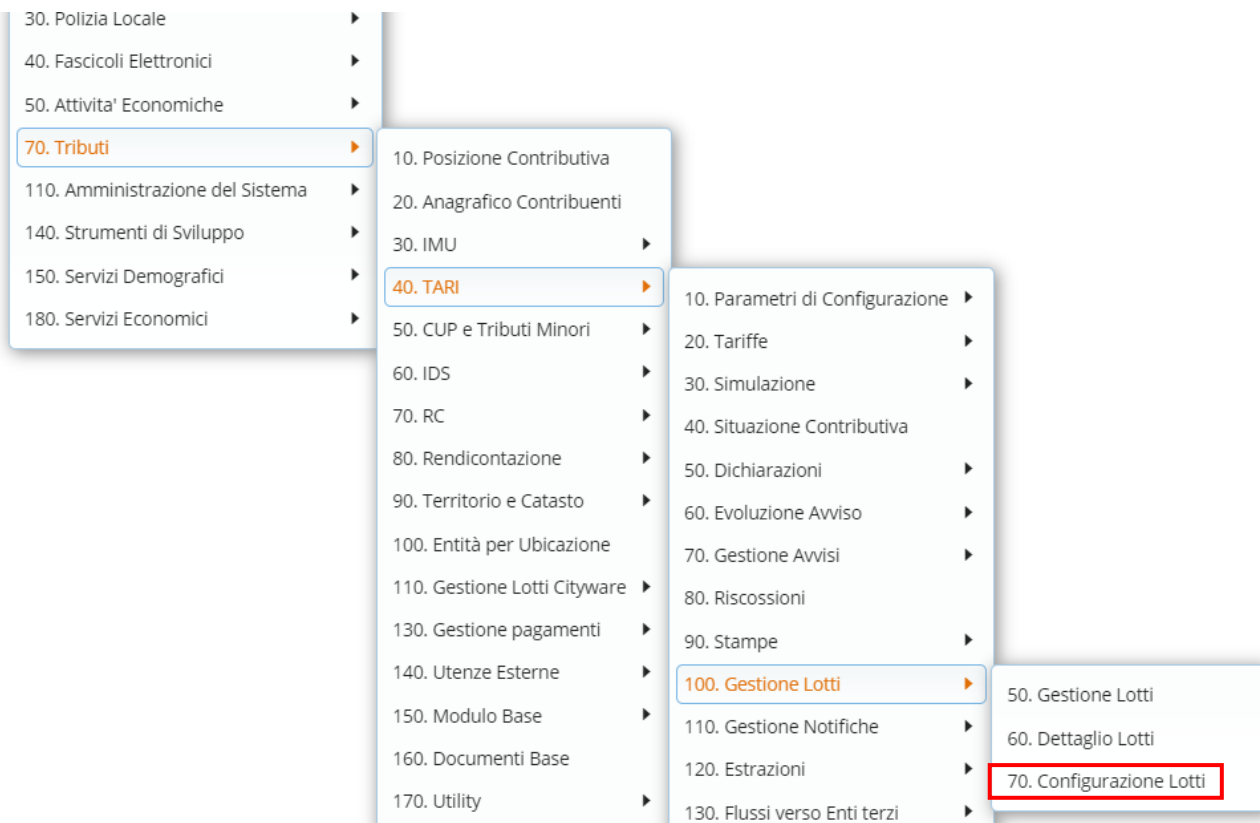 30. Polizia Locale
40. Fascicoli Elettronici
50. Attivita' Economiche
70. Tributi
110. Amministrazione del Sistema
140. Strumenti di Sviluppo
150. Servizi Demografici
180. Servizi Economici
10. Posizione Contributiva
20. Anagrafico Contribuenti
30. IMU
40. TARI
50. CUP e Tributi Minori
60. IDS
70. RC
80. Rendicontazione
90. Territorio e Catasto
100. Entità per Ubicazione
110. Gestione Lotti Cityware
130. Gestione pagamenti
140. Utenze Esterne
150. Modulo Base
160. Documenti Base
170. Utility
10. Parametri di Configurazione
20. Tariffe
30. Simulazione
40. Situazione Contributiva
50. Dichiarazioni
60. Evoluzione Avviso
70. Gestione Avvisi
80. Riscossioni
90. Stampe
100. Gestione Lotti
110. Gestione Notifiche
120. Estrazioni
130. Flussi verso Enti terzi
50. Gestione Lotti
60. Dettaglio Lotti
70. Configurazione Lotti